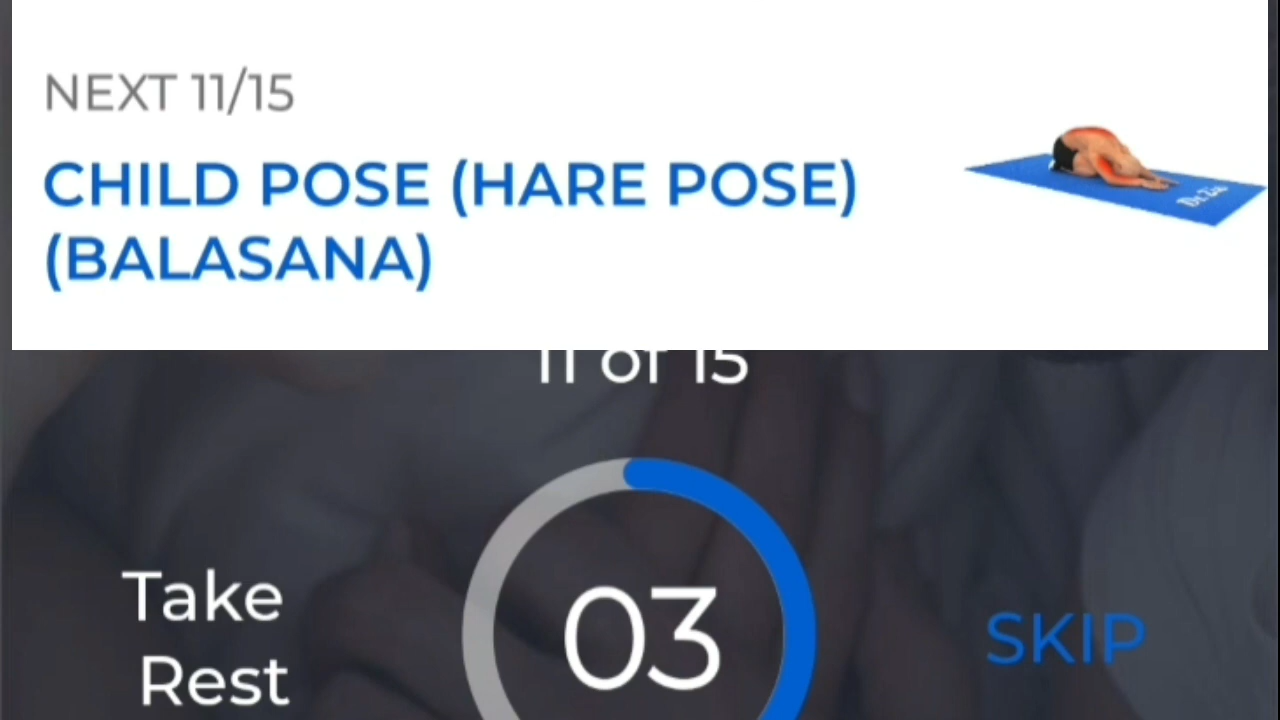 NEXT 11/15
CHILD POSE (HARE POSE)
(BALASANA)
11 of 15
Take
Rest
03
SKIP